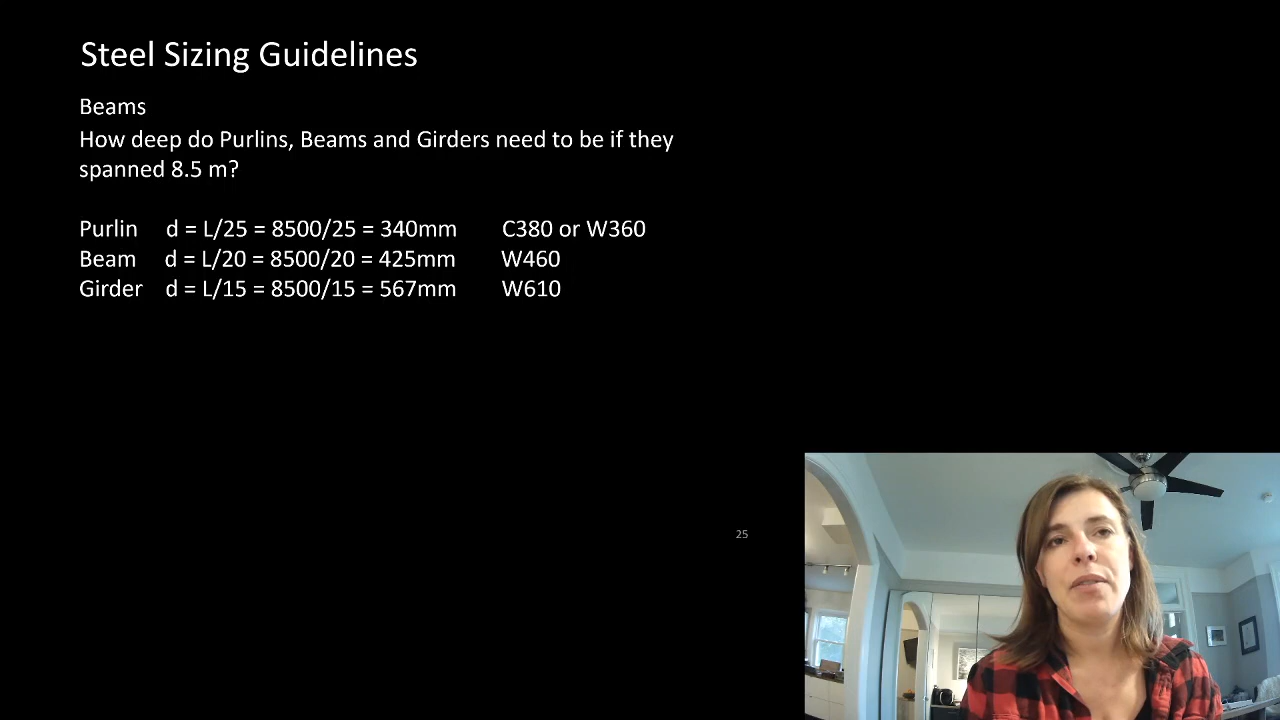 Steel Sizing Guidelines
Beams
How deep do Purlins, Beams and Girders need to be if they
spanned 8.5 m?
Purlin d = L/25 = 8500/25 = 340mm C380 or W360
Beam d = L/20 = 8500/20 = 425mm W460
Girder d = L/15 = 8500/15 = 567mm W610
25